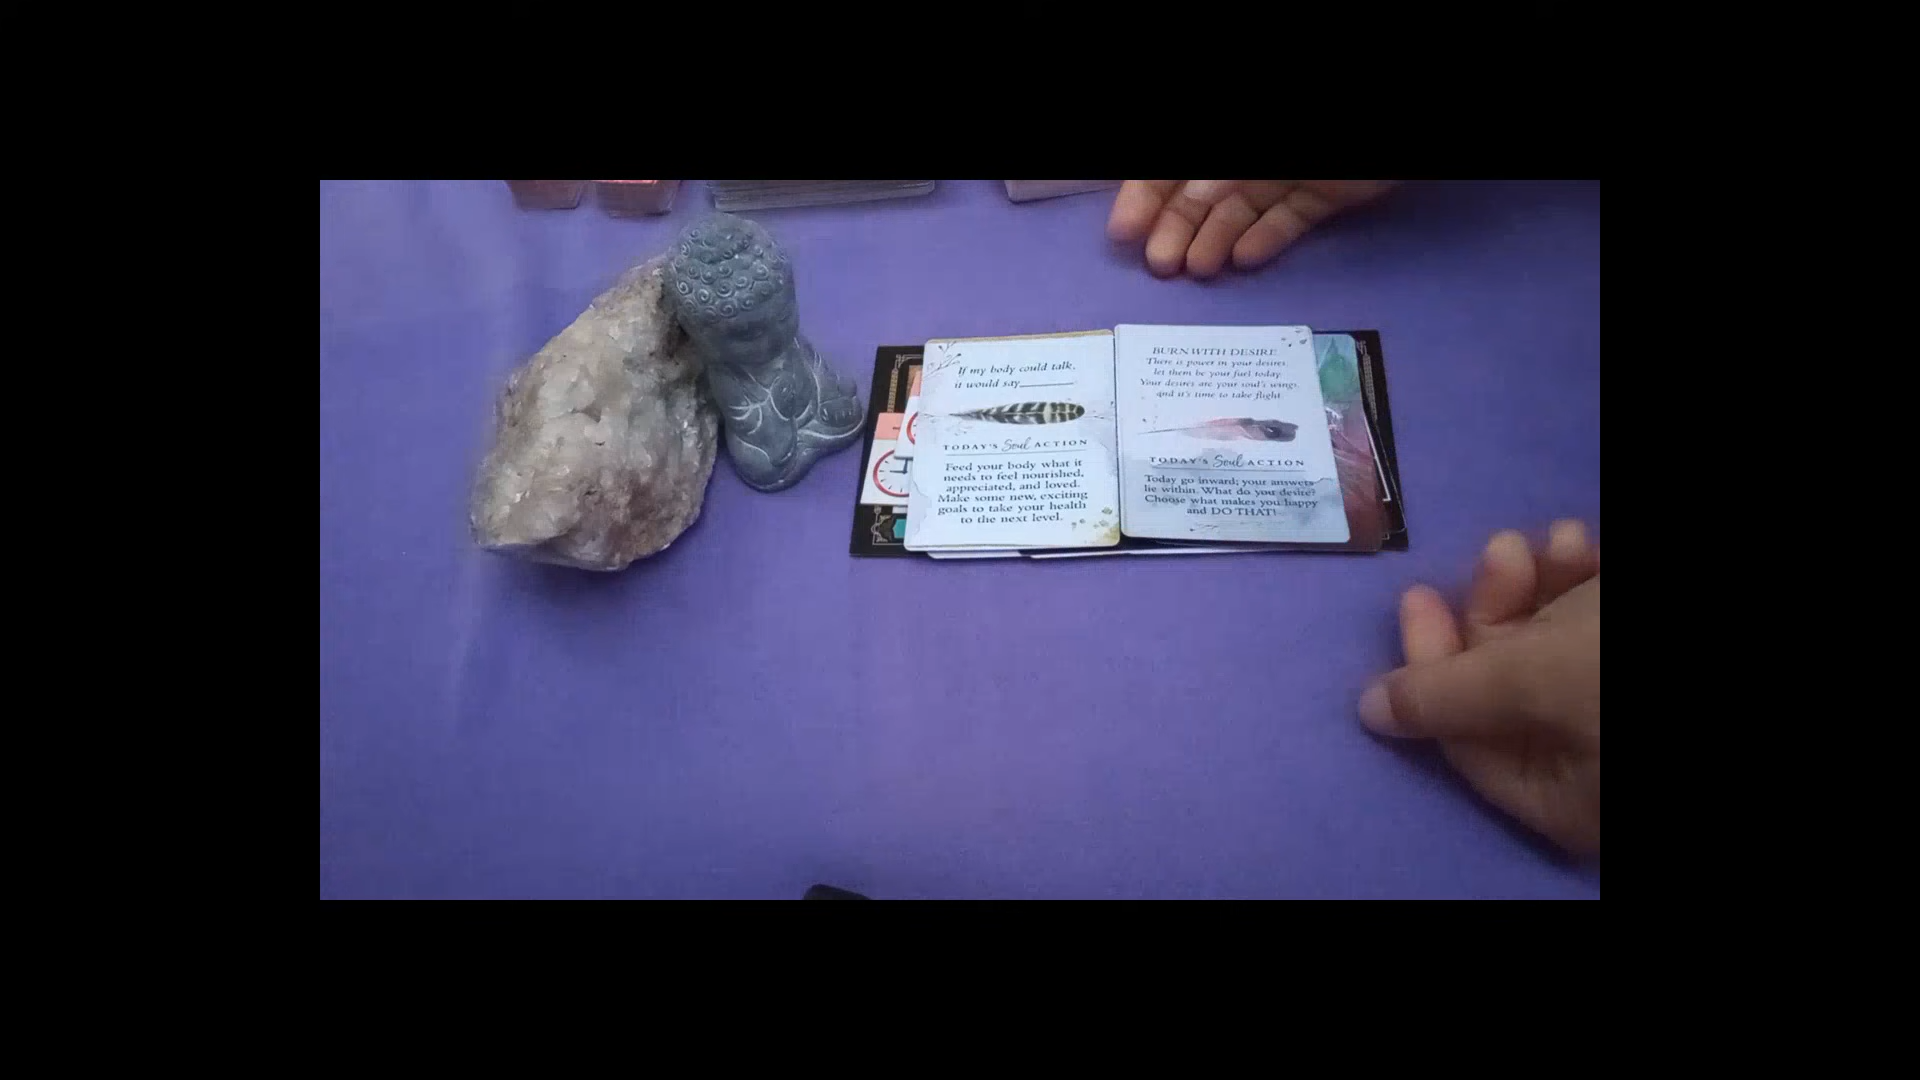 If my body could talk,
it would say________.
TODAY'S Soul ACTION
Feed your body what it
needs to feel nourished,
appreciated, and loved.
Make some new, exciting
goals to take your health
to the next level.
BURN WITH DESIRE
There is power in your desires,
let them be your fuel today.
Your desires are your soul's wings,
and it's time to take flight.
TODAY'S Soul ACTION
Today go inward; your answers
lie within. What do you desire?
Choose what makes you happy
and DO THAT!